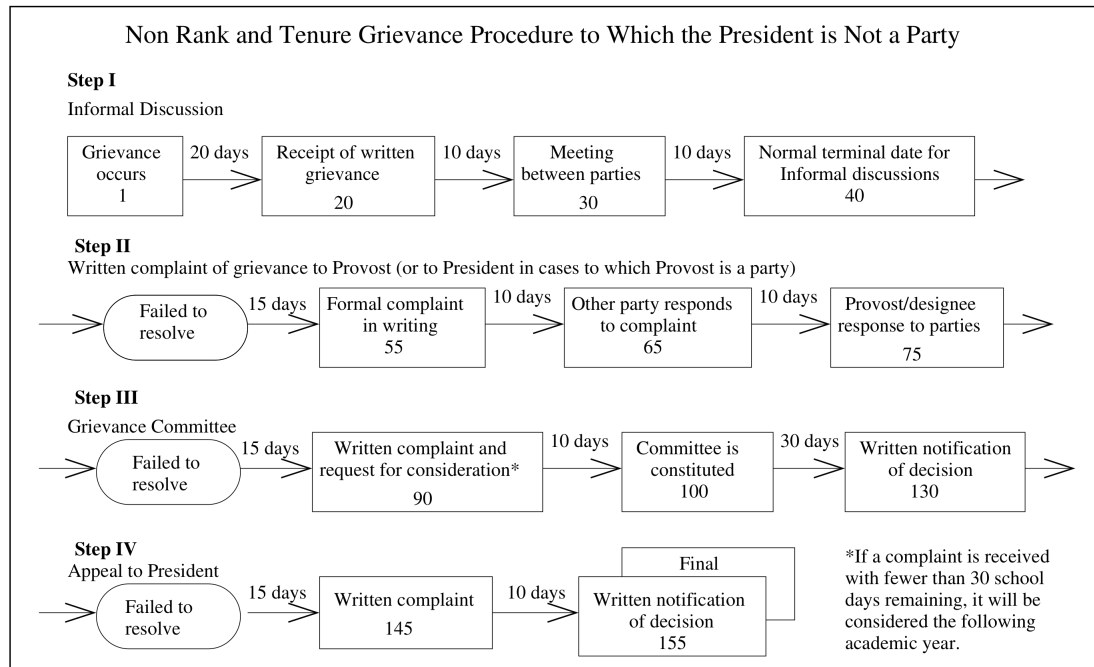 Non Rank and Tenure Grievance Procedure to Which the President is Not a Party
Step I
Informal Discussion
Grievance
occurs
1
20 days
Receipt of written
grievance
20
10 days
Meeting
between parties
30
10 days
Normal terminal date for
Informal discussions
40
Step II
Written complaint of grievance to Provost (or to President in cases to which Provost is a party)
Failed to
resolve
15 days
Formal complaint
in writing
55
10 days
Other party responds
to complaint
65
10 days
Provost/designee
response to parties
75
Step III
Grievance Committee
Failed to
resolve
15 days
Written complaint and
request for consideration*
90
10 days
Committee is
constituted
100
30 days
Written notification
of decision
130
Step IV
Appeal to President
Failed to
resolve
15 days
Written complaint
145
10 days
Final
Written notification
of decision
155
*If a complaint is received
with fewer than 30 school
days remaining, it will be
considered the following
academic year.